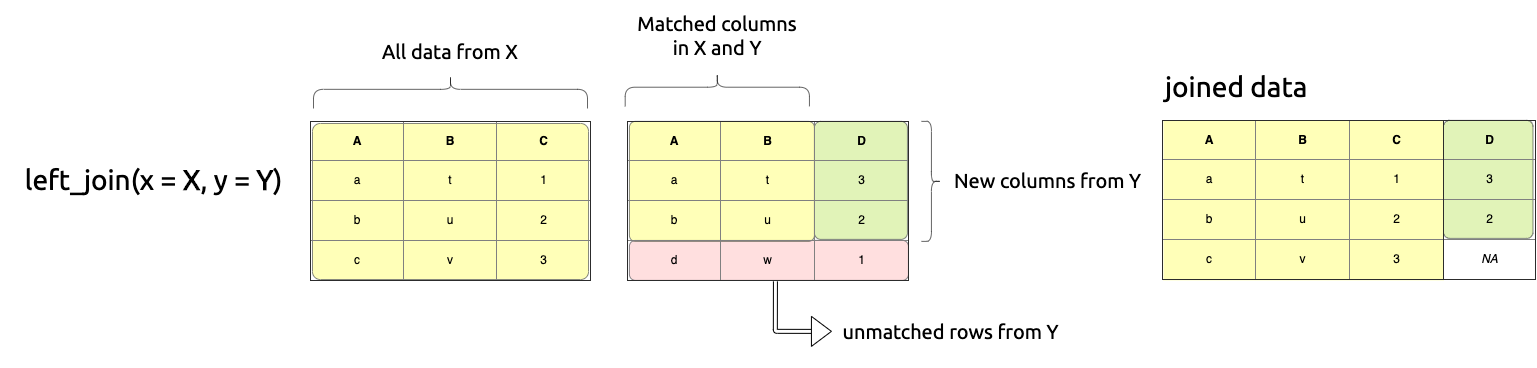 All data from X
Matched columns
in X and Y
joined data
left_join(x = X, y = Y)
A B C
a t 1
b u 2
c v 3
A B D
a t 3
b u 2
d w 1
New columns from Y
unmatched rows from Y
A B C D
a t 1 3
b u 2 2
c v 3 NA